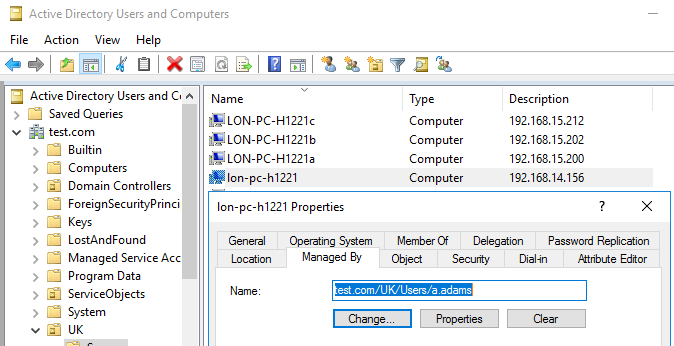 Active Directory Users and Computers
File Action View Help
Active Directory Users and Co
Saved Queries
test.com
Builtin
Computers
Domain Controllers
ForeignSecurityPrinci
Keys
LostAndFound
Managed Service Acc
Program Data
ServiceObjects
System
UK
Name Type Description
LON-PC-H1221c Computer 192.168.15.212
LON-PC-H1221b Computer 192.168.15.202
LON-PC-H1221a Computer 192.168.15.200
lon-pc-h1221 Computer 192.168.14.156
lon-pc-h1221 Properties ?
General Operating System Member Of Delegation Password Replication
Location Managed By Object Security Dial-in Attribute Editor
Name: test.com/UK/Users/a.adams
Change... Properties Clear